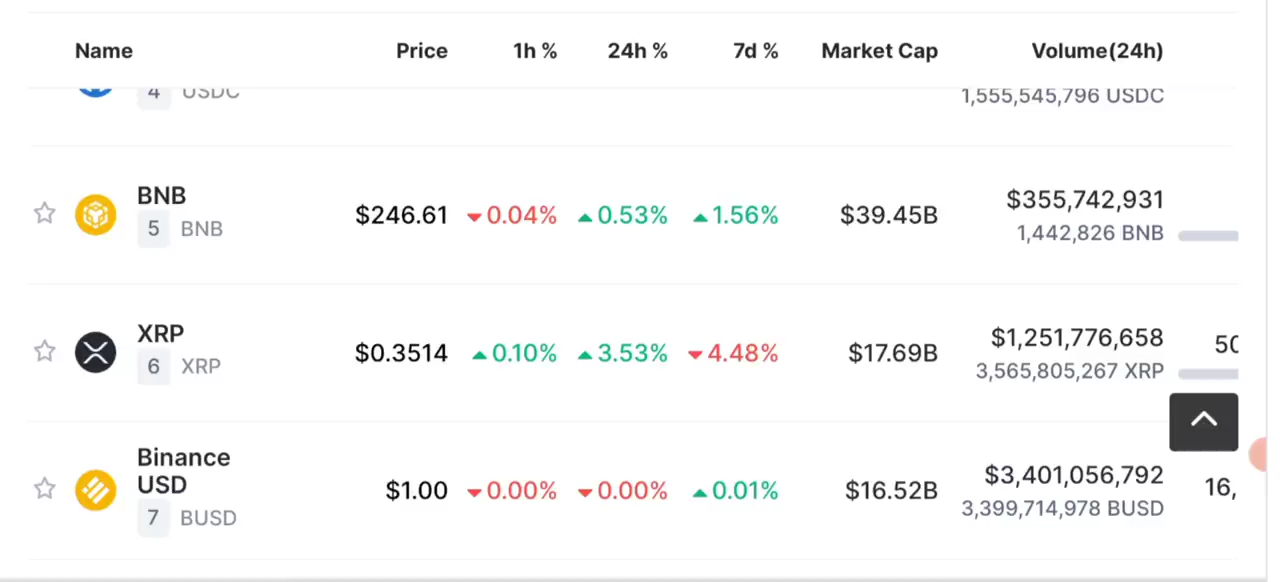 Name Price 1h % 24h % 7d % Market Cap Volume(24h)
4 USDC 1,555,545,796 USDC
BNB
5 BNB
$246.61 0.04% 0.53% 1.56% $39.45B
$355,742,931
1,442,826 BNB
XRP
6 XRP
$0.3514 0.10% 3.53% 4.48% $17.69B
$1,251,776,658
3,565,805,267 XRP
50
Binance
USD
7 BUSD
$1.00 0.00% 0.00% 0.01% $16.52B
$3,401,056,792
3,399,714,978 BUSD
16,